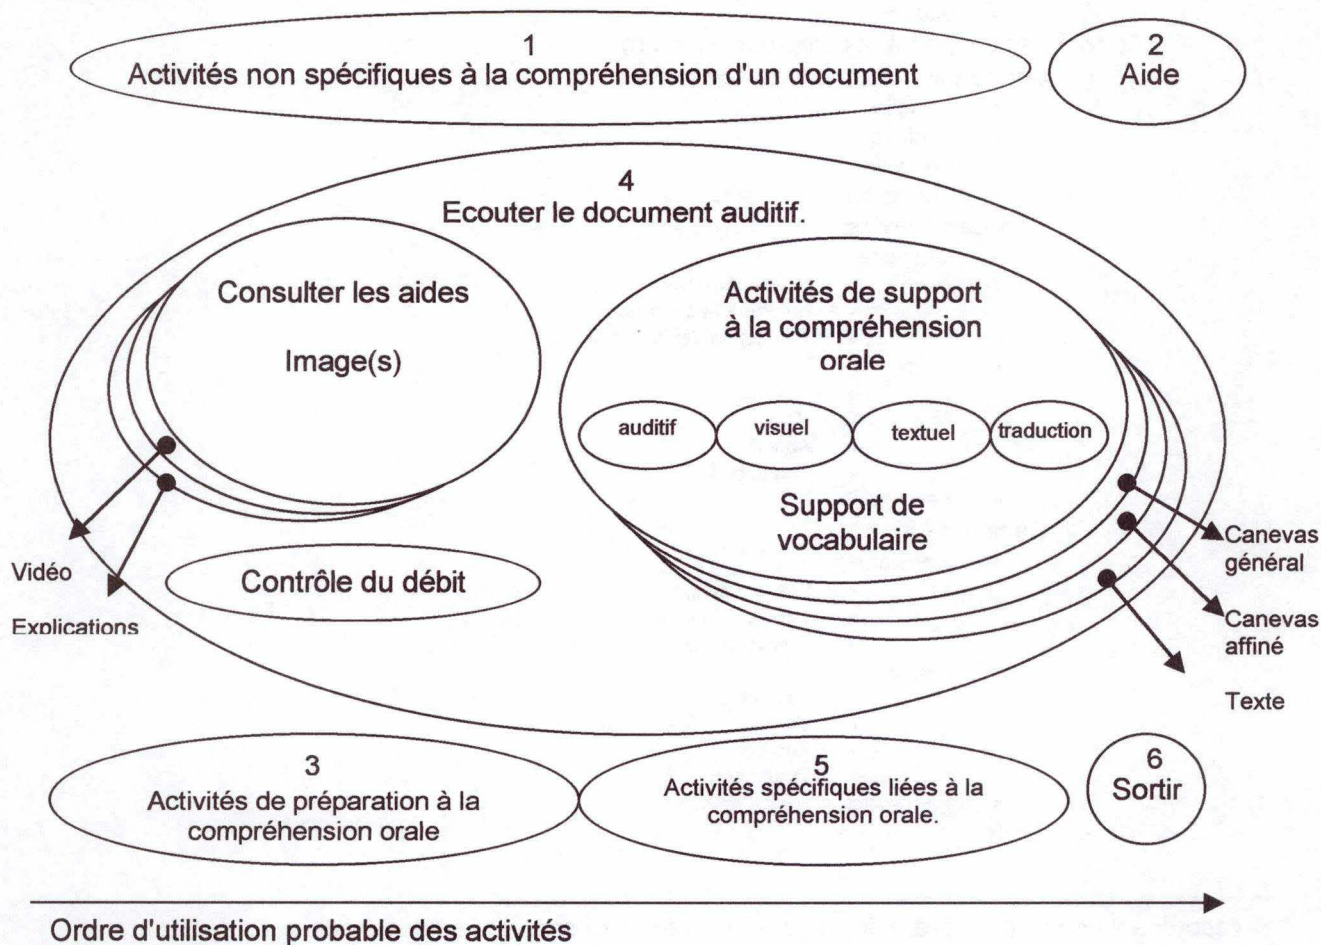 1
Activités non spécifiques à la compréhension d'un document
2
Aide
4
Ecouter le document auditif.
Consulter les aides
Image(s)
Activités de support
à la compréhension
orale
auditif
visuel
textuel
traduction
Support de
vocabulaire
Contrôle du débit
Vidéo
Explications
Canevas
général
Canevas
affiné
Texte
3
Activités de préparation à la
compréhension orale
5
Activités spécifiques liées à la
compréhension orale.
6
Sortir
Ordre d'utilisation probable des activités